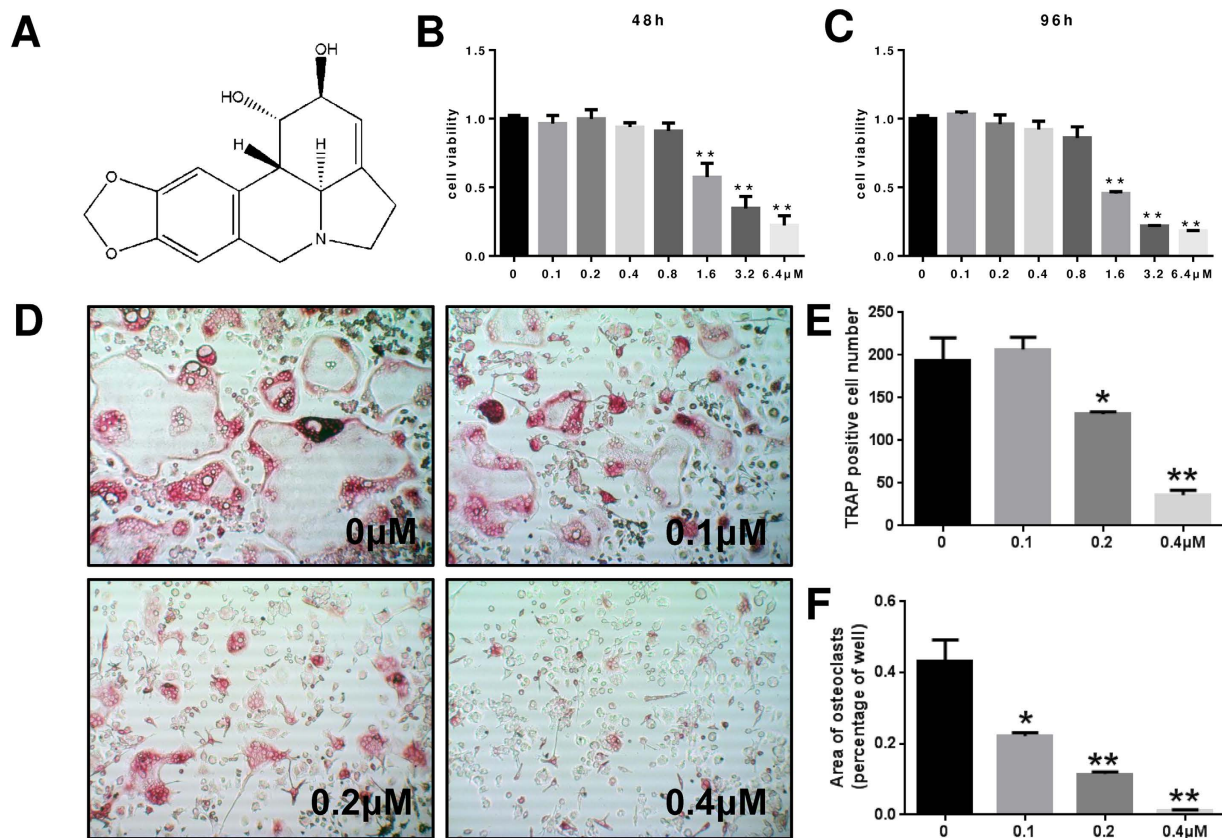 A
OH
HO
H
H
O
O
N
B
48h
cell viability
1.5
1.0
0.5
0.0
**
**
**
0 0.1 0.2 0.4 0.8 1.6 3.2 6.4μM
C
96h
cell viability
1.5
1.0
0.5
0.0
**
**
**
0 0.1 0.2 0.4 0.8 1.6 3.2 6.4μM
D
0μM
0.1μM
0.2μM
0.4μM
E
TRAP positive cell number
250
200
150
100
50
0
*
**
0 0.1 0.2 0.4μM
F
Area of osteoclasts
(percentage of well)
0.6
0.4
0.2
0.0
*
**
**
0 0.1 0.2 0.4μM